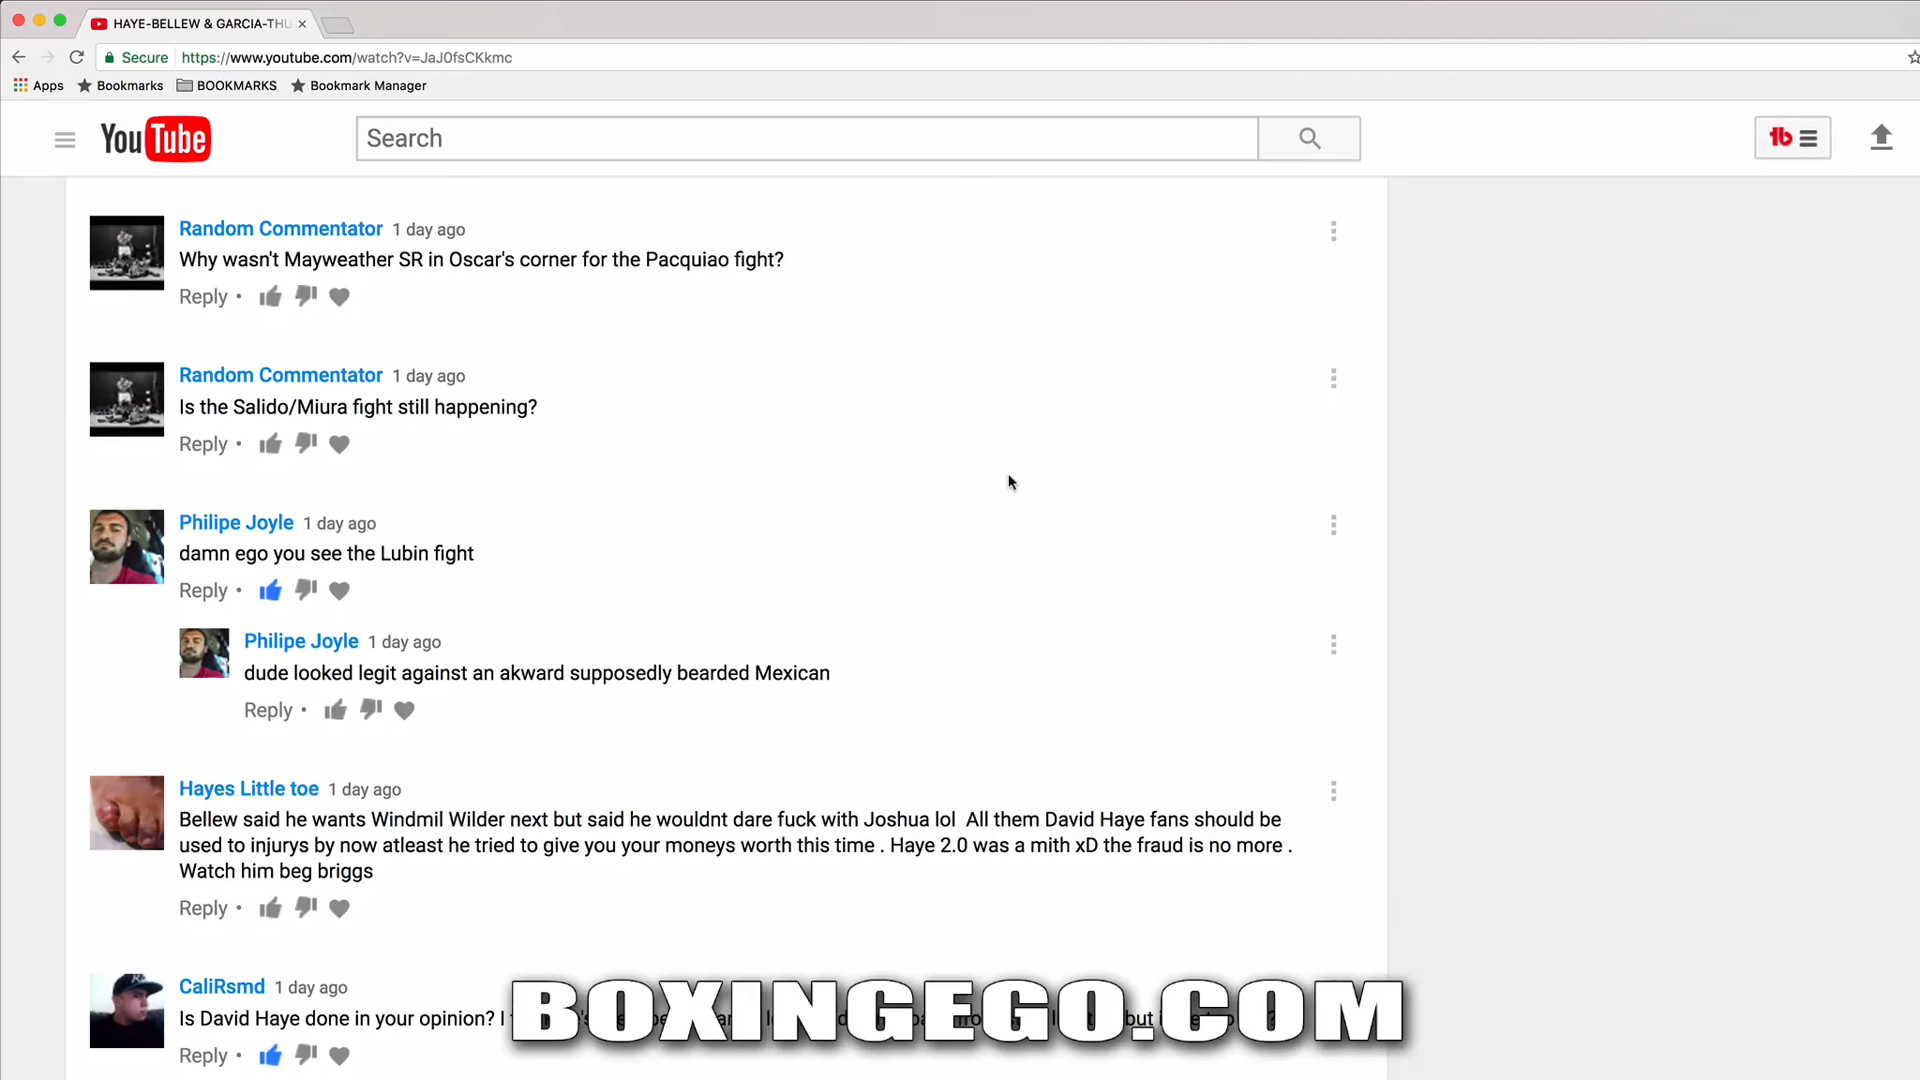 HAYE-BELLEW & GARCIA-THU
Secure https://www.youtube.com/watch?v=JaJ0fsCKkmc
Apps Bookmarks BOOKMARKS Bookmark Manager
YouTube Search
Random Commentator 1 day ago
Why wasn't Mayweather SR in Oscar's corner for the Pacquiao fight?
Reply •
Random Commentator 1 day ago
Is the Salido/Miura fight still happening?
Reply •
Philipe Joyle 1 day ago
damn ego you see the Lubin fight
Reply •
Philipe Joyle 1 day ago
dude looked legit against an akward supposedly bearded Mexican
Reply •
Hayes Little toe 1 day ago
Bellew said he wants Windmil Wilder next but said he wouldnt dare fuck with Joshua lol All them David Haye fans should be
used to injurys by now atleast he tried to give you your moneys worth this time . Haye 2.0 was a mith xD the fraud is no more .
Watch him beg briggs
Reply •
CaliRsmd 1 day ago
Is David Haye done in your opinion? I but
BOXINGEGO.COM
Reply •